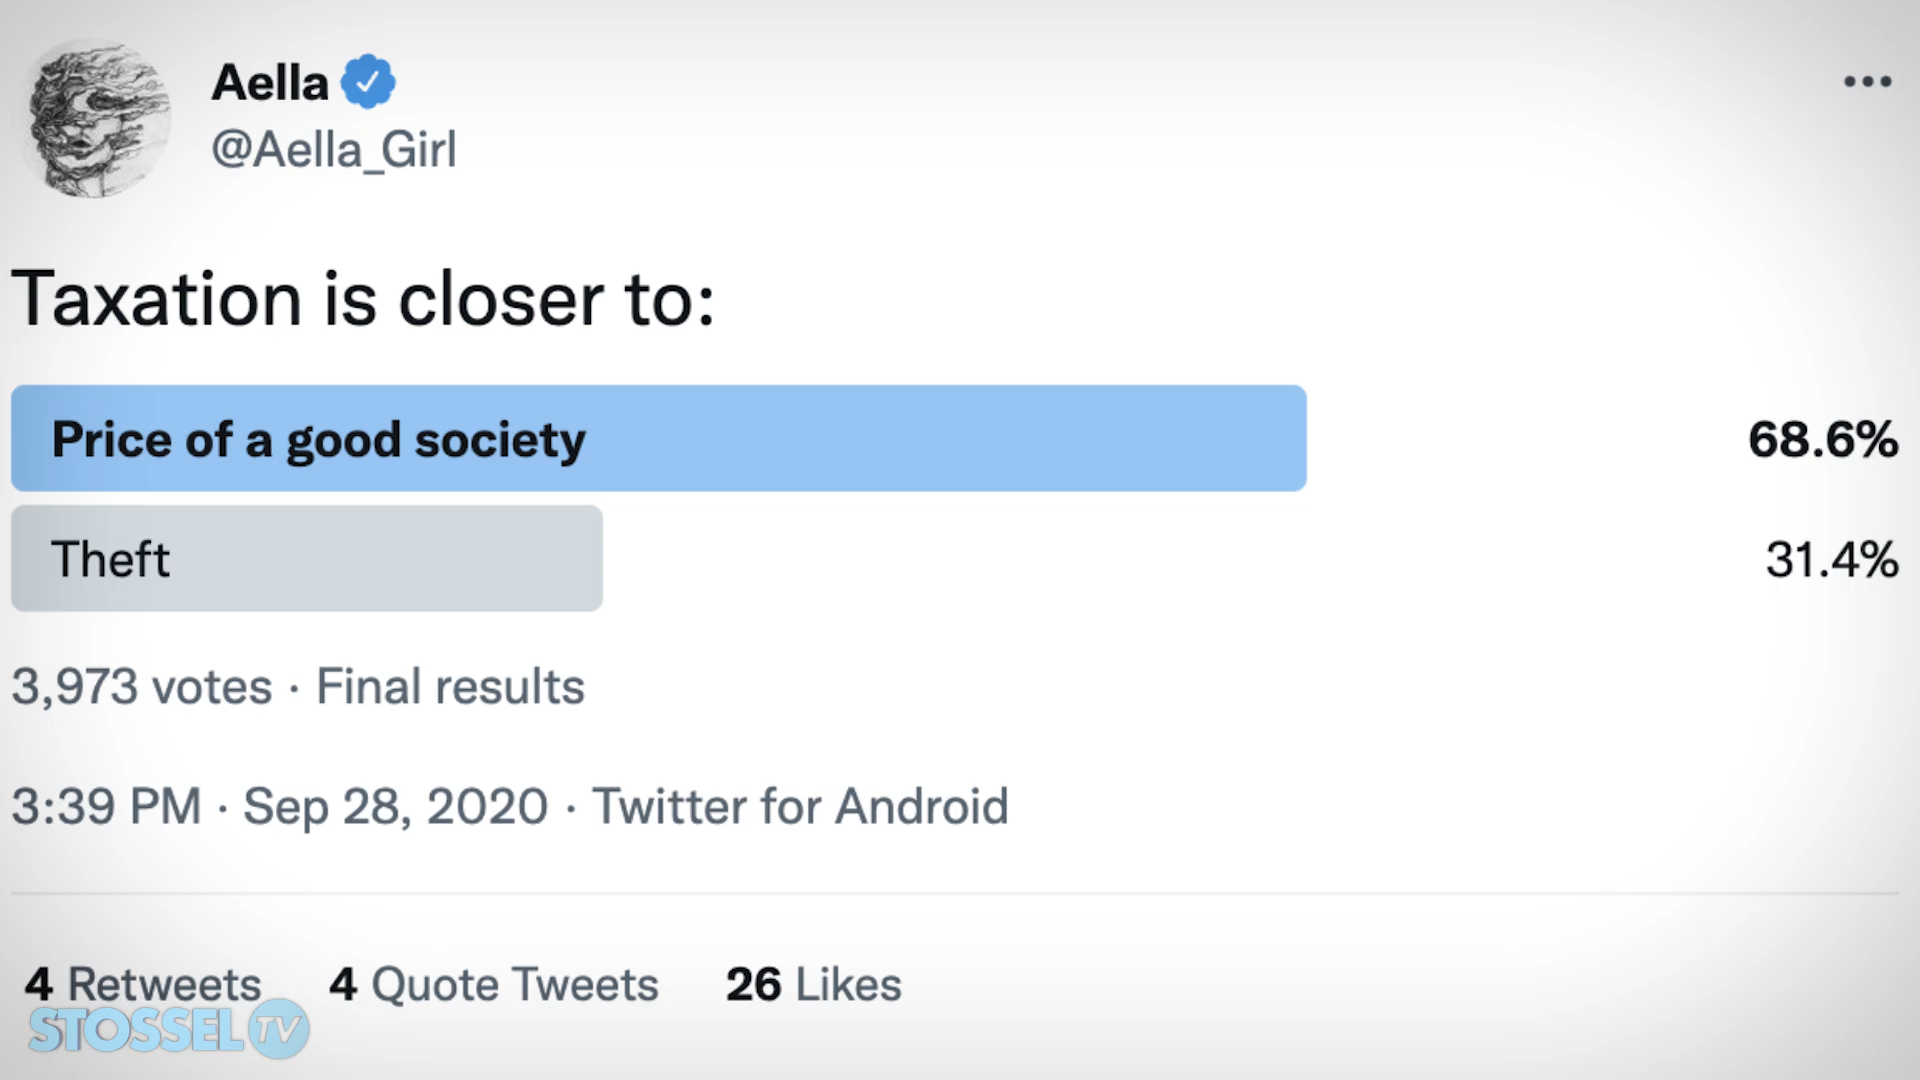 Aella
@Aella_Girl
Taxation is closer to:
Price of a good society 68.6%
Theft 31.4%
3,973 votes · Final results
3:39 PM · Sep 28, 2020 · Twitter for Android
4 Retweets 4 Quote Tweets 26 Likes
STOSSEL TV